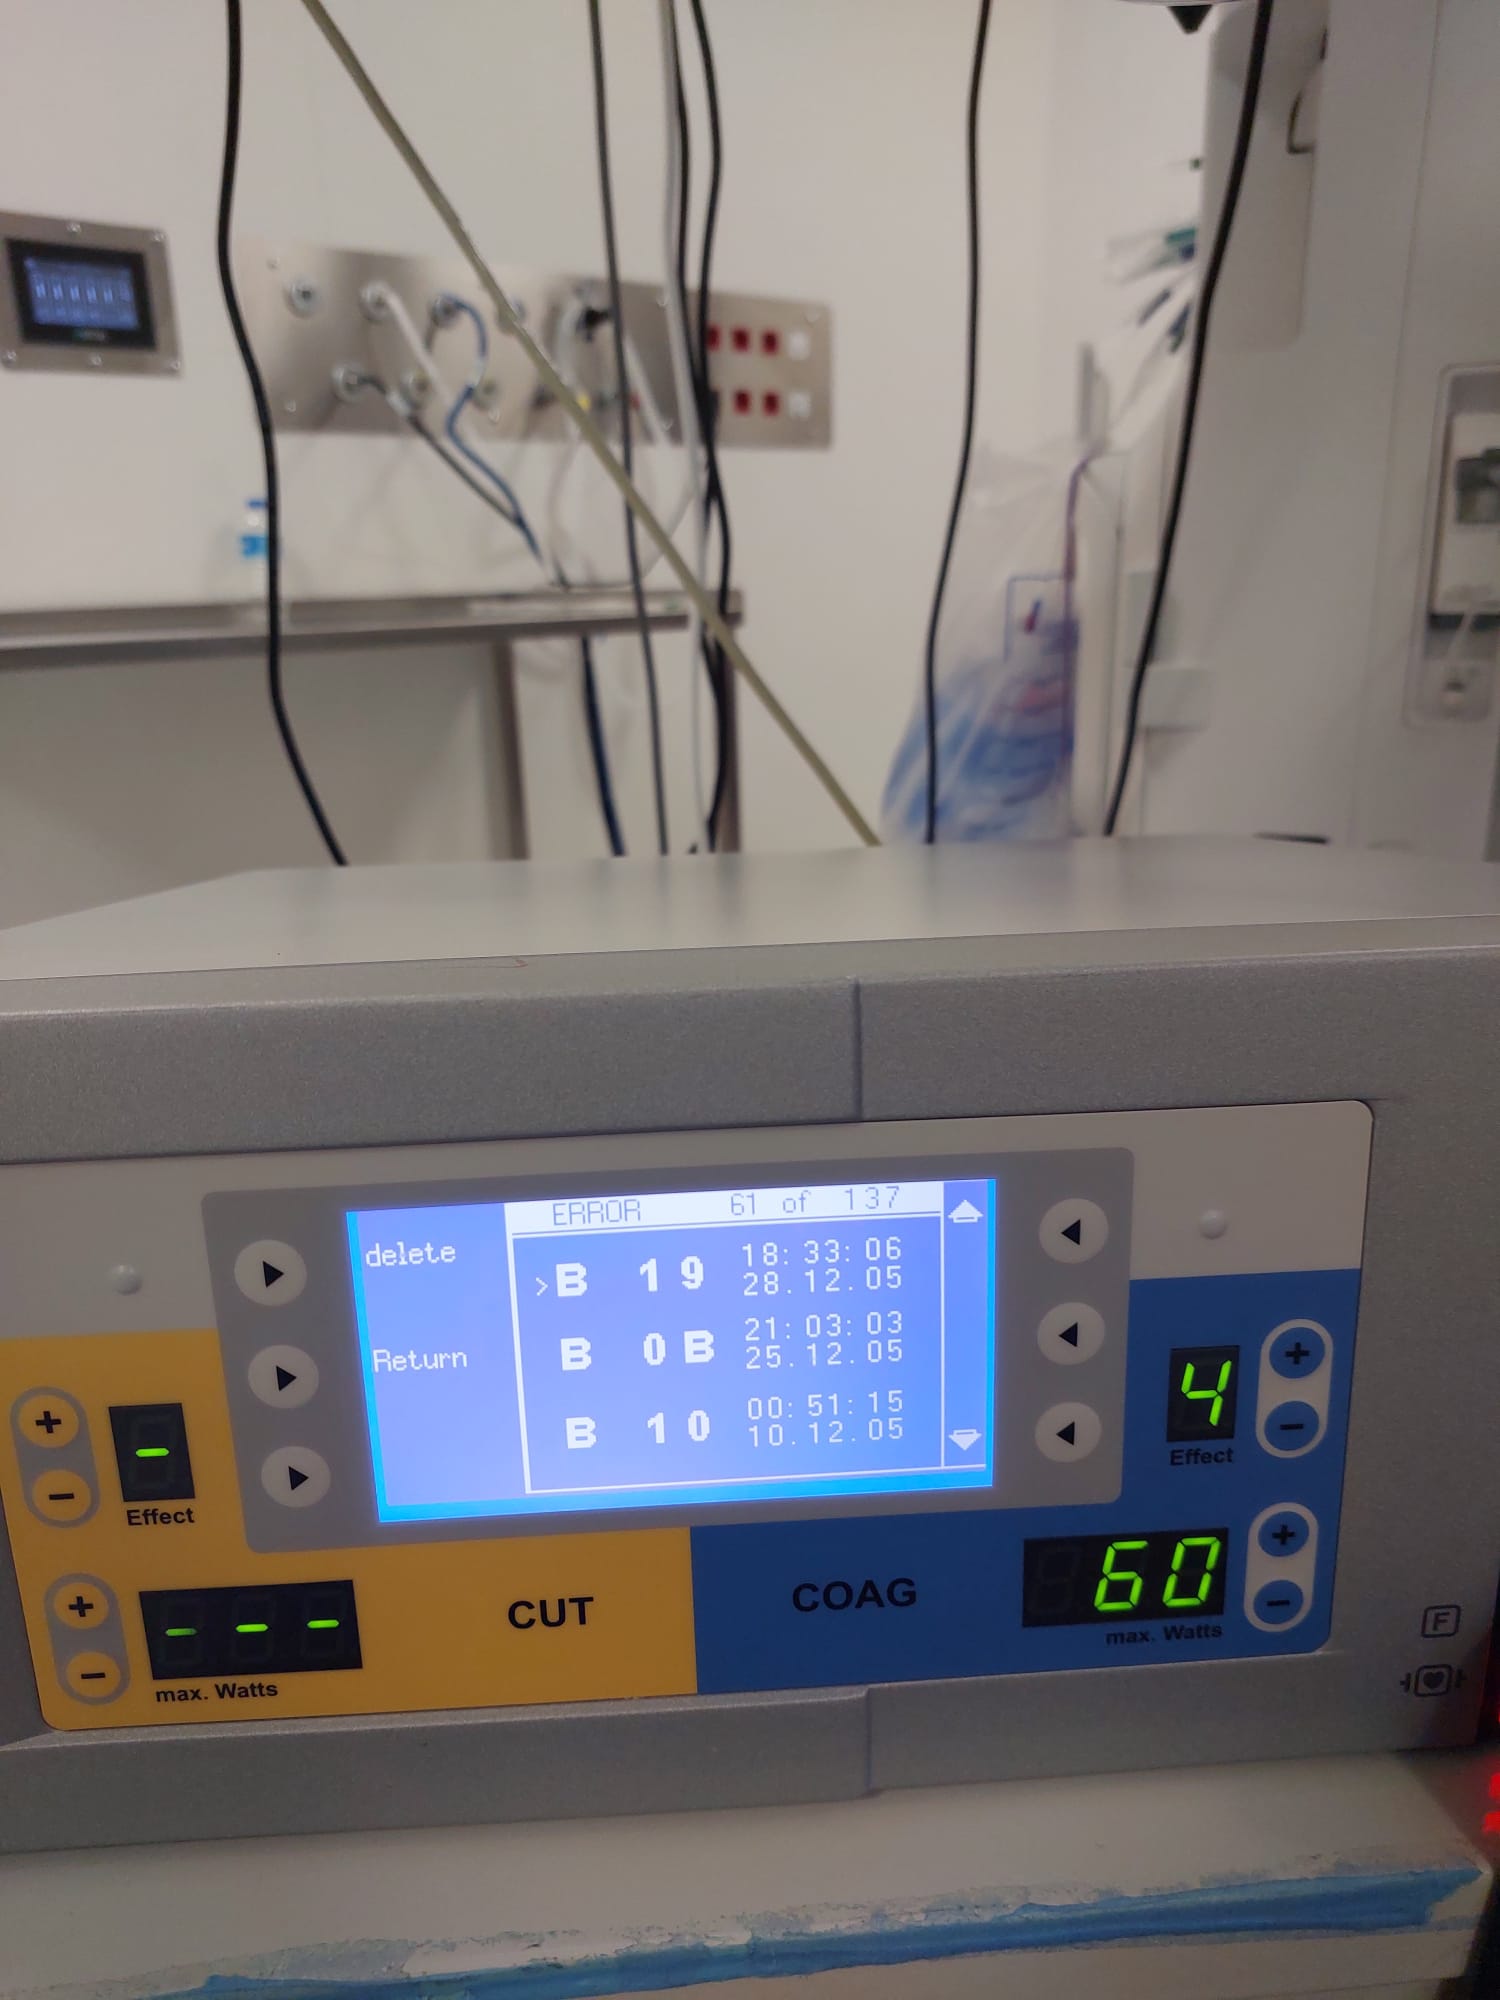 ERROR 61 of 137
delete
>B 19 18:33:06
28.12.05
B 0B 21:03:03
25.12.05
Return
B 10 00:51:15
10.12.05
+
-
-
Effect
4
Effect
+
-
+
-
---
max. Watts
CUT
COAG
60
max. Watts
+
-
F